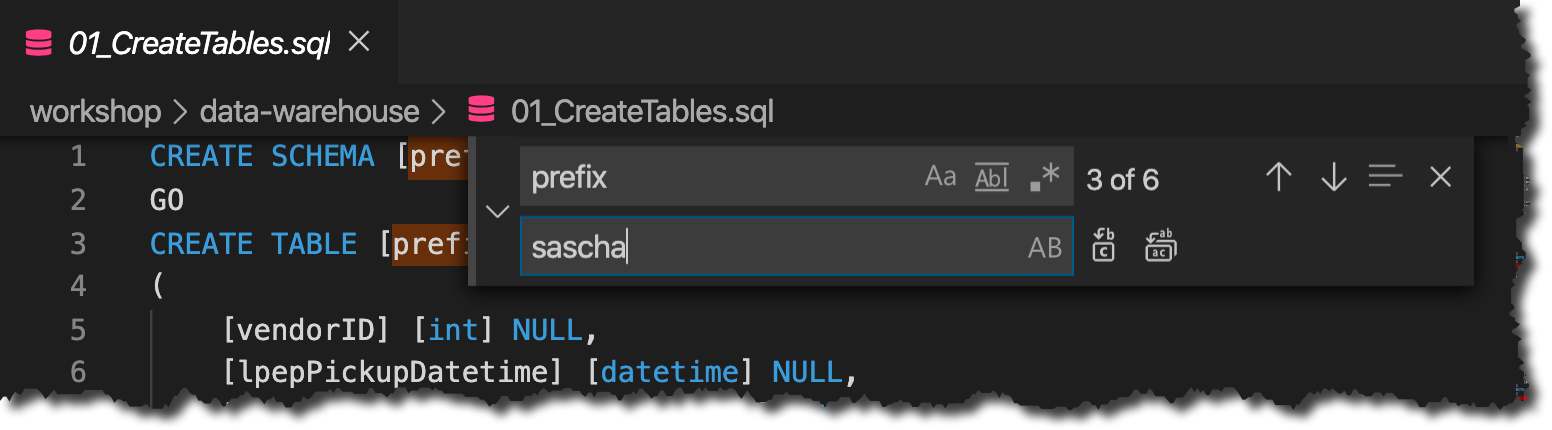 01_CreateTables.sql
workshop > data-warehouse > 01_CreateTables.sql
1 CREATE SCHEMA [pref
2 GO
3 CREATE TABLE [prefi
4 (
5 [vendorID] [int] NULL,
6 [lpepPickupDatetime] [datetime] NULL,
prefix Aa Abl .* 3 of 6
sascha AB